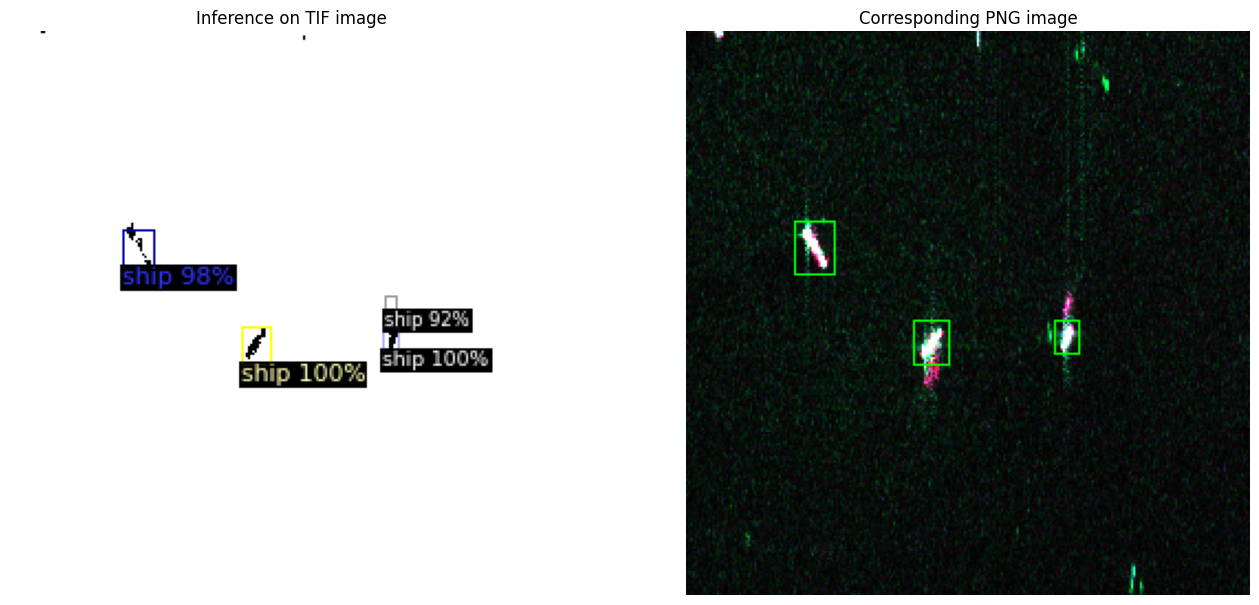 Inference on TIF image
Corresponding PNG image
ship 98%
ship 92%
ship 100%
ship 100%